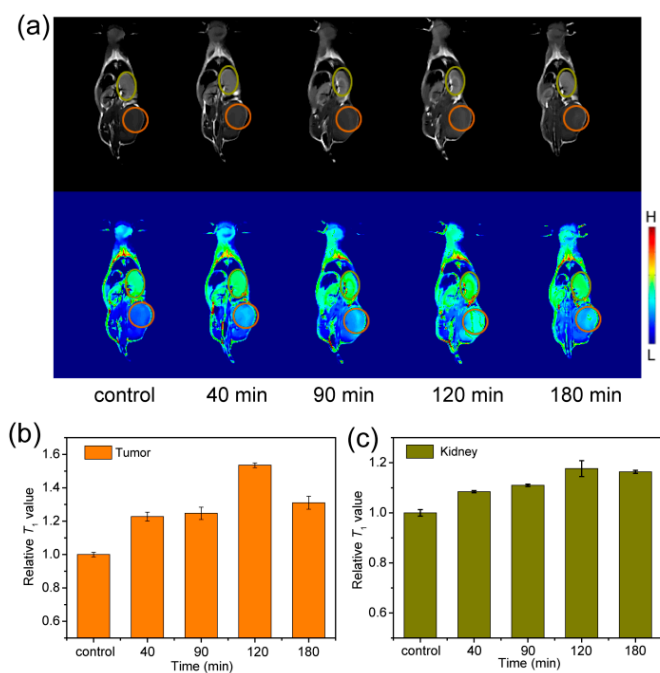 (a)
H
L
control 40 min 90 min 120 min 180 min
(b)
Tumor
1.6
1.4
1.2
1.0
0.8
0.6
Relative T₁ value
control 40 90 120 180
Time (min)
(c)
Kidney
1.4
1.2
1.0
0.8
0.6
Relative T₁ value
control 40 90 120 180
Time (min)